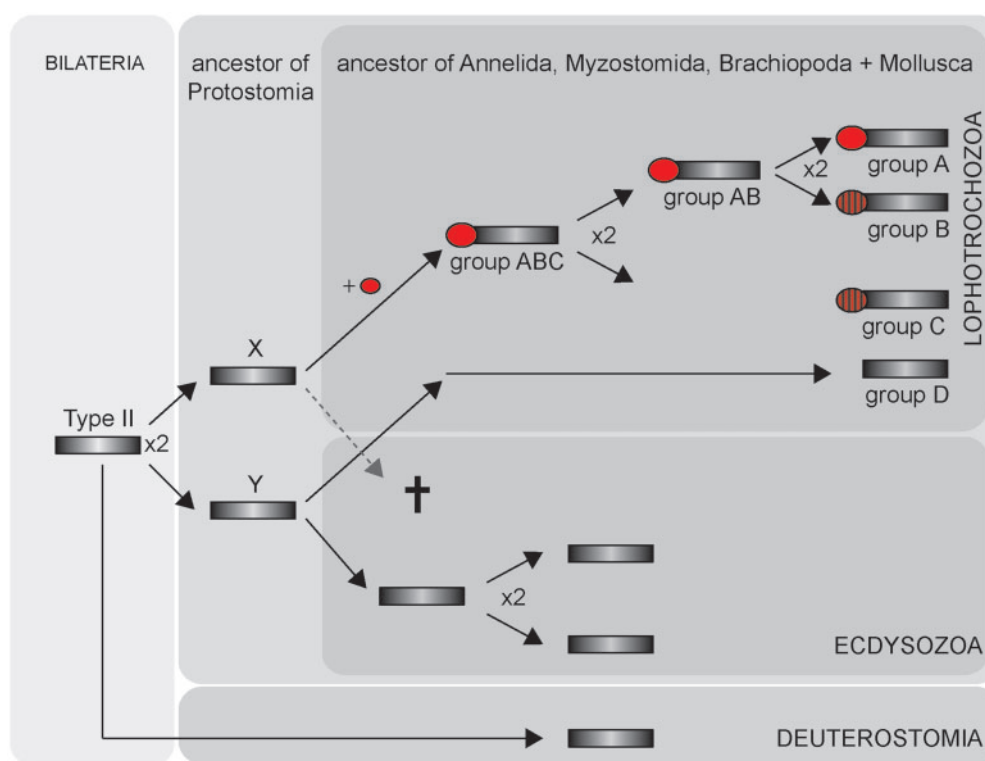 BILATERIA
ancestor of
Protostomia
ancestor of Annelida, Myzostomida, Brachiopoda + Mollusca
group A
x2
group AB
group B
x2
group ABC
+
group C
LOPHOTROCHOZOA
X
group D
Type II
x2
Y
†
x2
ECDYSOZOA
DEUTEROSTOMIA